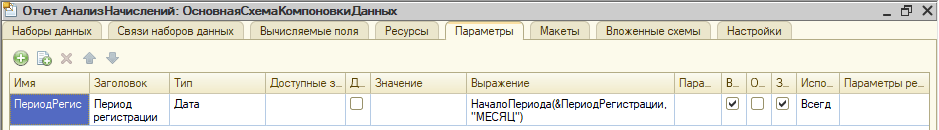 Отчет АнализНачислений: ОсновнаяСхемаКомпоновкиДанных
Наборы данных Связи наборов данных Вычисляемые поля Ресурсы Параметры Макеты Вложенные схемы Настройки
Имя Заголовок Тип Доступные з... Д... Значение Выражение Пара... В... О... З... Испо... Параметры ре...
ПериодРегис Период Дата НачалоПериода(&ПериодРегистрации, Всегд
регистрации "МЕСЯЦ")